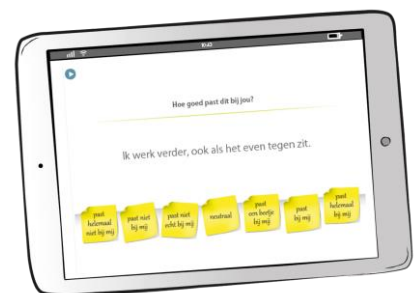 10:40
Hoe goed past dit bij jou?
Ik werk verder, ook als het even tegen zit.
past helemaal niet bij mij
past niet bij mij
past niet echt bij mij
neutraal
past een beetje bij mij
past bij mij
past helemaal bij mij